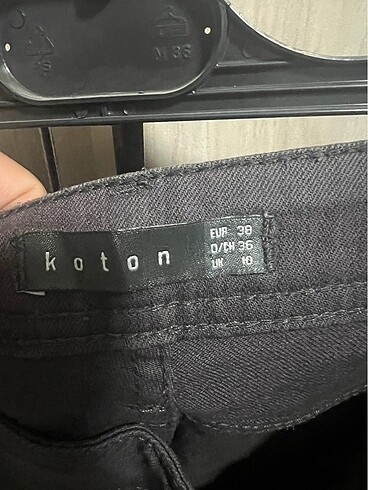 M 36
koton
EUR 38
D/CH 36
UK 10